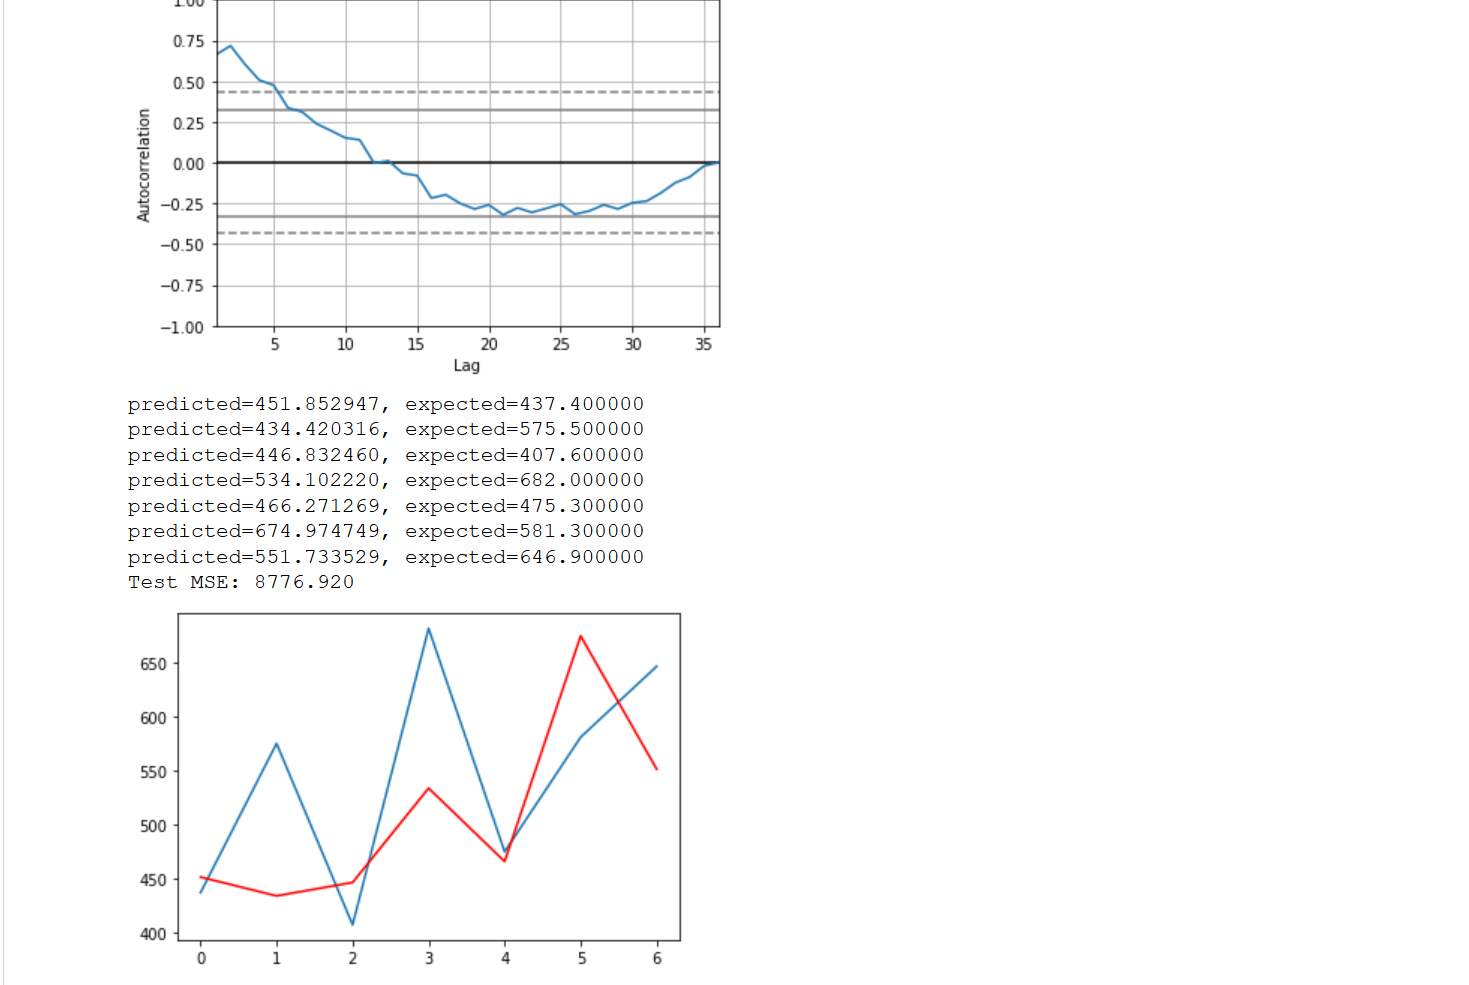 1.00
0.75
0.50
0.25
0.00
−0.25
−0.50
−0.75
−1.00
Autocorrelation
5 10 15 20 25 30 35
Lag
predicted=451.852947, expected=437.400000
predicted=434.420316, expected=575.500000
predicted=446.832460, expected=407.600000
predicted=534.102220, expected=682.000000
predicted=466.271269, expected=475.300000
predicted=674.974749, expected=581.300000
predicted=551.733529, expected=646.900000
Test MSE: 8776.920
650
600
550
500
450
400
0 1 2 3 4 5 6